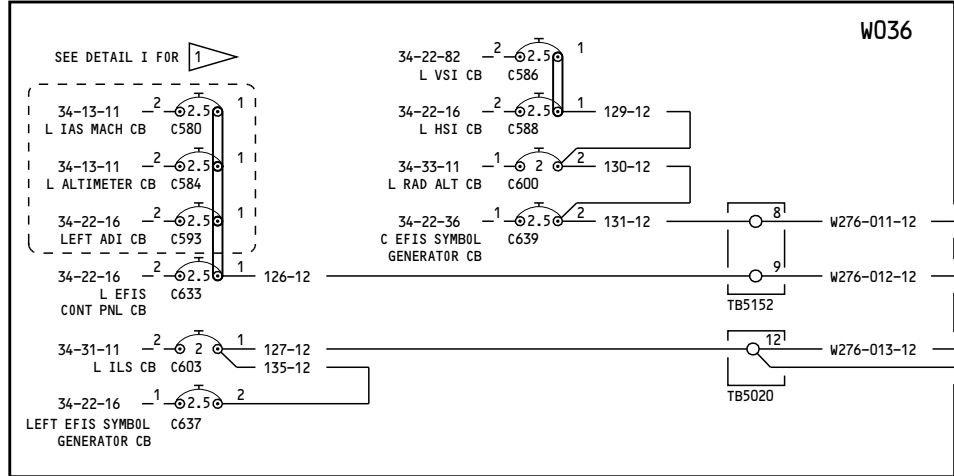 W036
SEE DETAIL I FOR 1
34-13-11 2 2.5 1
L IAS MACH CB C580
34-13-11 2 2.5 1
L ALTIMETER CB C584
34-22-16 2 2.5 1
LEFT ADI CB C593
34-22-16 2 2.5 1 126-12
L EFIS C633
CONT PNL CB
34-31-11 2 2 1 127-12
L ILS CB C603 135-12
34-22-16 1 2.5 2
LEFT EFIS SYMBOL C637
GENERATOR CB
34-22-82 2 2.5 1
L VSI CB C586
34-22-16 2 2.5 1 129-12
L HSI CB C588
34-33-11 1 2 2 130-12
L RAD ALT CB C600
34-22-36 1 2.5 2 131-12
C EFIS SYMBOL C639
GENERATOR CB
8 W276-011-12
9 W276-012-12
TB5152
12 W276-013-12
TB5020